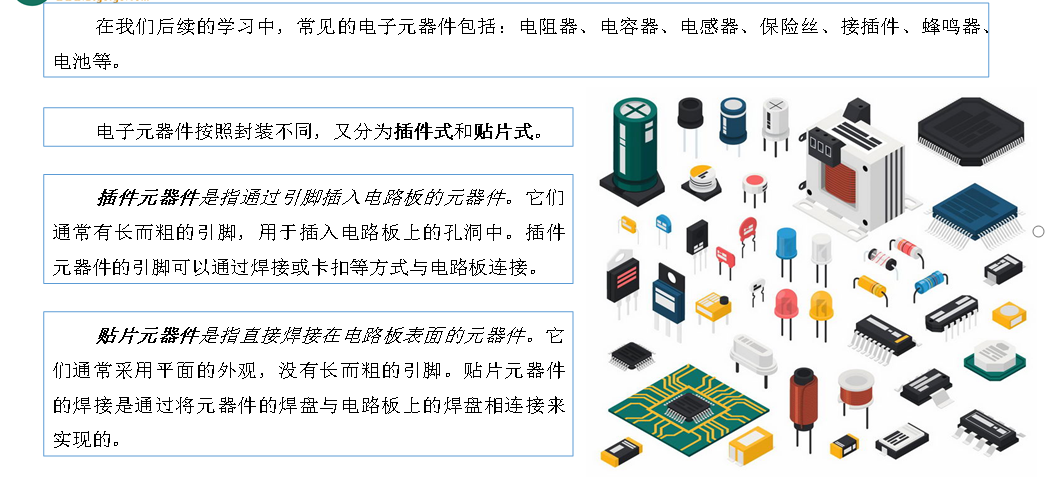 在我们后续的学习中，常见的电子元器件包括：电阻器、电容器、电感器、保险丝、接插件、蜂鸣器、
电池等。
电子元器件按照封装不同，又分为插件式和贴片式。
插件元器件是指通过引脚插入电路板的元器件。它们
通常有长而粗的引脚，用于插入电路板上的孔洞中。插件
元器件的引脚可以通过焊接或卡扣等方式与电路板连接。
贴片元器件是指直接焊接在电路板表面的元器件。它
们通常采用平面的外观，没有长而粗的引脚。贴片元器件
的焊接是通过将元器件的焊盘与电路板上的焊盘相连接来
实现的。